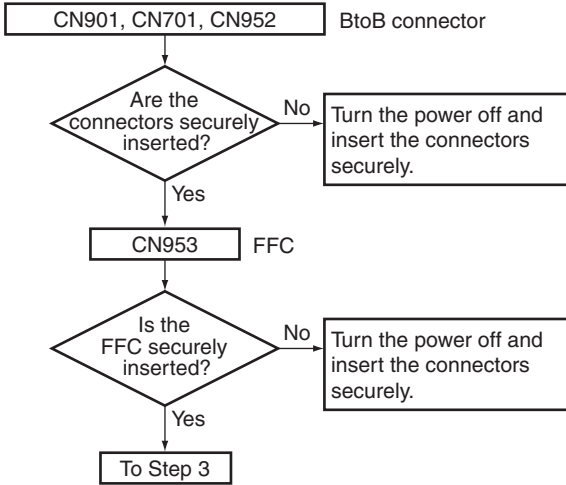 CN901, CN701, CN952
BtoB connector
Are the
connectors securely
inserted?
No
Turn the power off and
insert the connectors
securely.
Yes
CN953
FFC
Is the
FFC securely
inserted?
No
Turn the power off and
insert the connectors
securely.
Yes
To Step 3